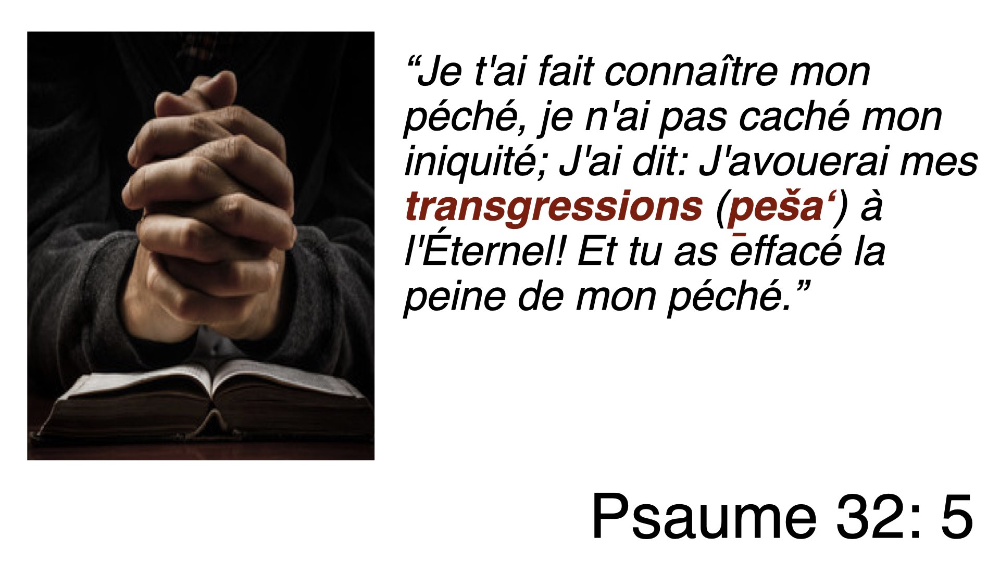 “Je t'ai fait connaître mon
péché, je n'ai pas caché mon
iniquité; J'ai dit: J'avouerai mes
transgressions (p̱eša‘) à
l'Éternel! Et tu as effacé la
peine de mon péché.”
Psaume 32: 5